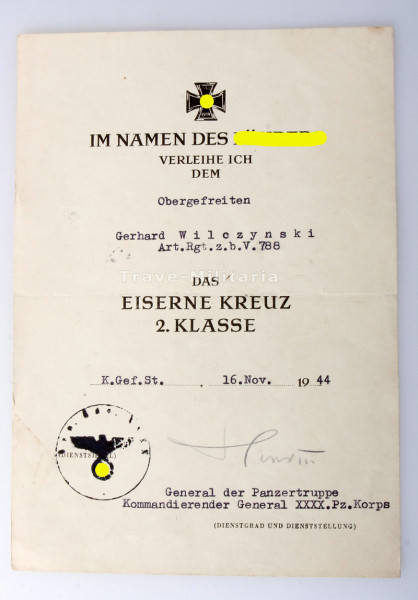 IM NAMEN DES
VERLEIHE ICH
DEM
Obergefreiten
Gerhard Wilczynski
Art.Rgt.z.b.V.788
Trave-Militaria
DAS
EISERNE KREUZ
2. KLASSE
K.Gef.St. , 16.Nov. 1944
(DIENSTSIEGEL)
General der Panzertruppe
Kommandierender General XXXX.Pz.Korps
(DIENSTGRAD UND DIENSTSTELLUNG)